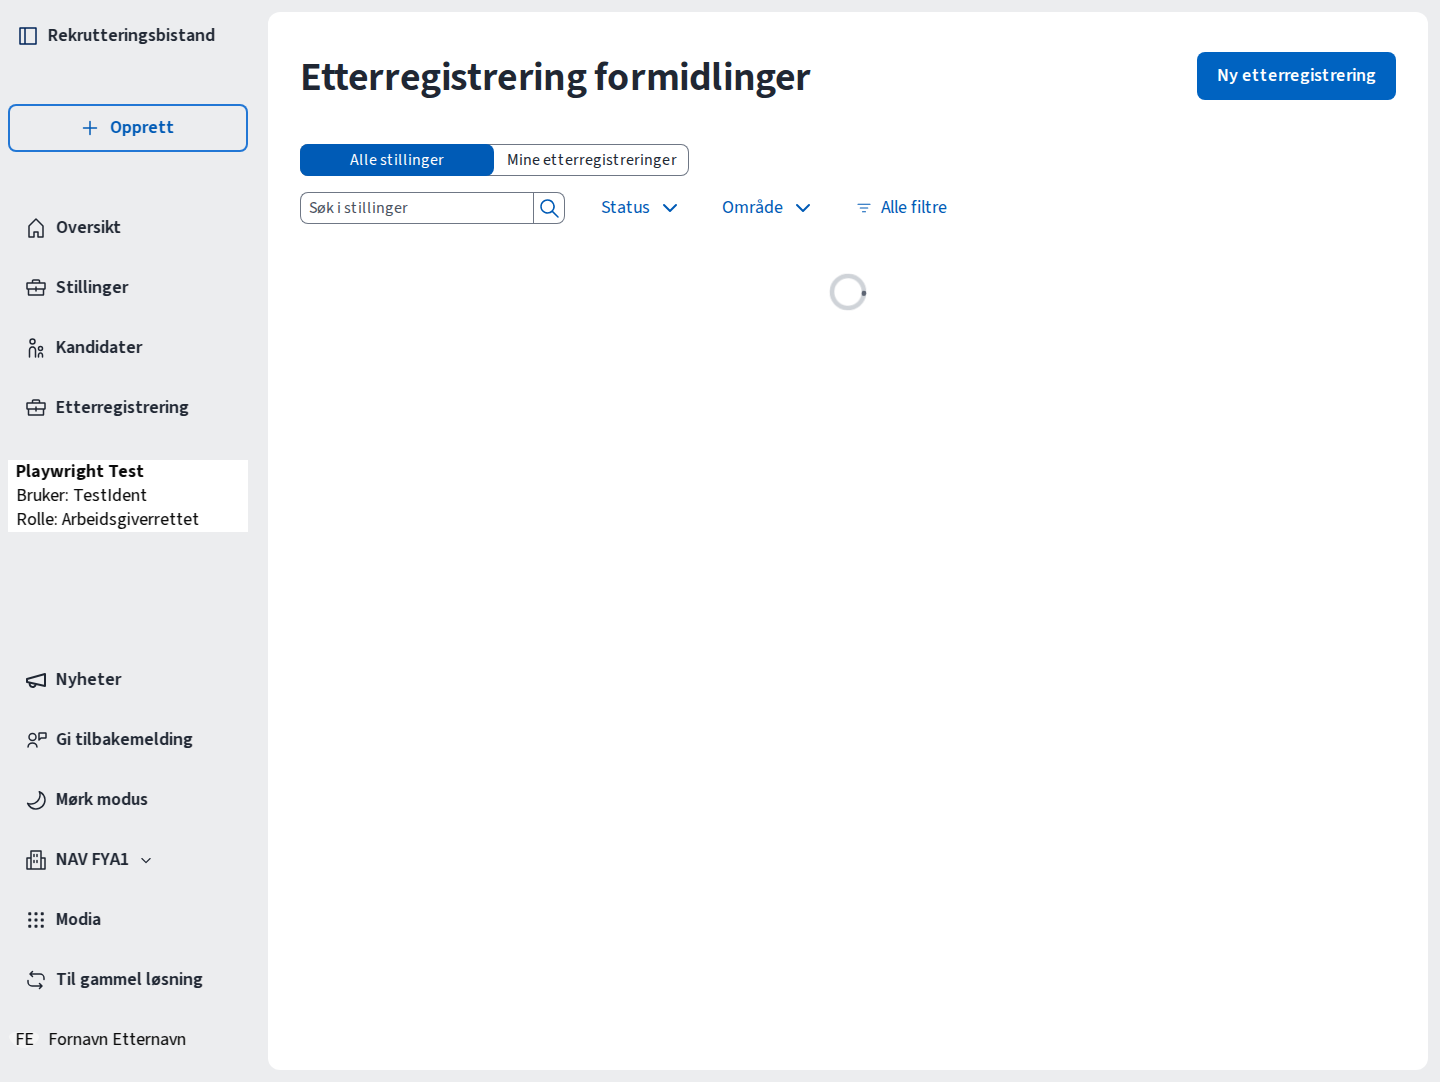 Rekrutteringsbistand
Opprett
Oversikt
Stillinger
Kandidater
Etterregistrering
Playwright Test
Bruker: TestIdent
Rolle: Arbeidsgiverrettet
Nyheter
Gi tilbakemelding
Mørk modus
NAV FYA1
Modia
Til gammel løsning
FE Fornavn Etternavn
Etterregistrering formidlinger
Ny etterregistrering
Alle stillinger
Mine etterregistreringer
Søk i stillinger
Status
Område
Alle filtre